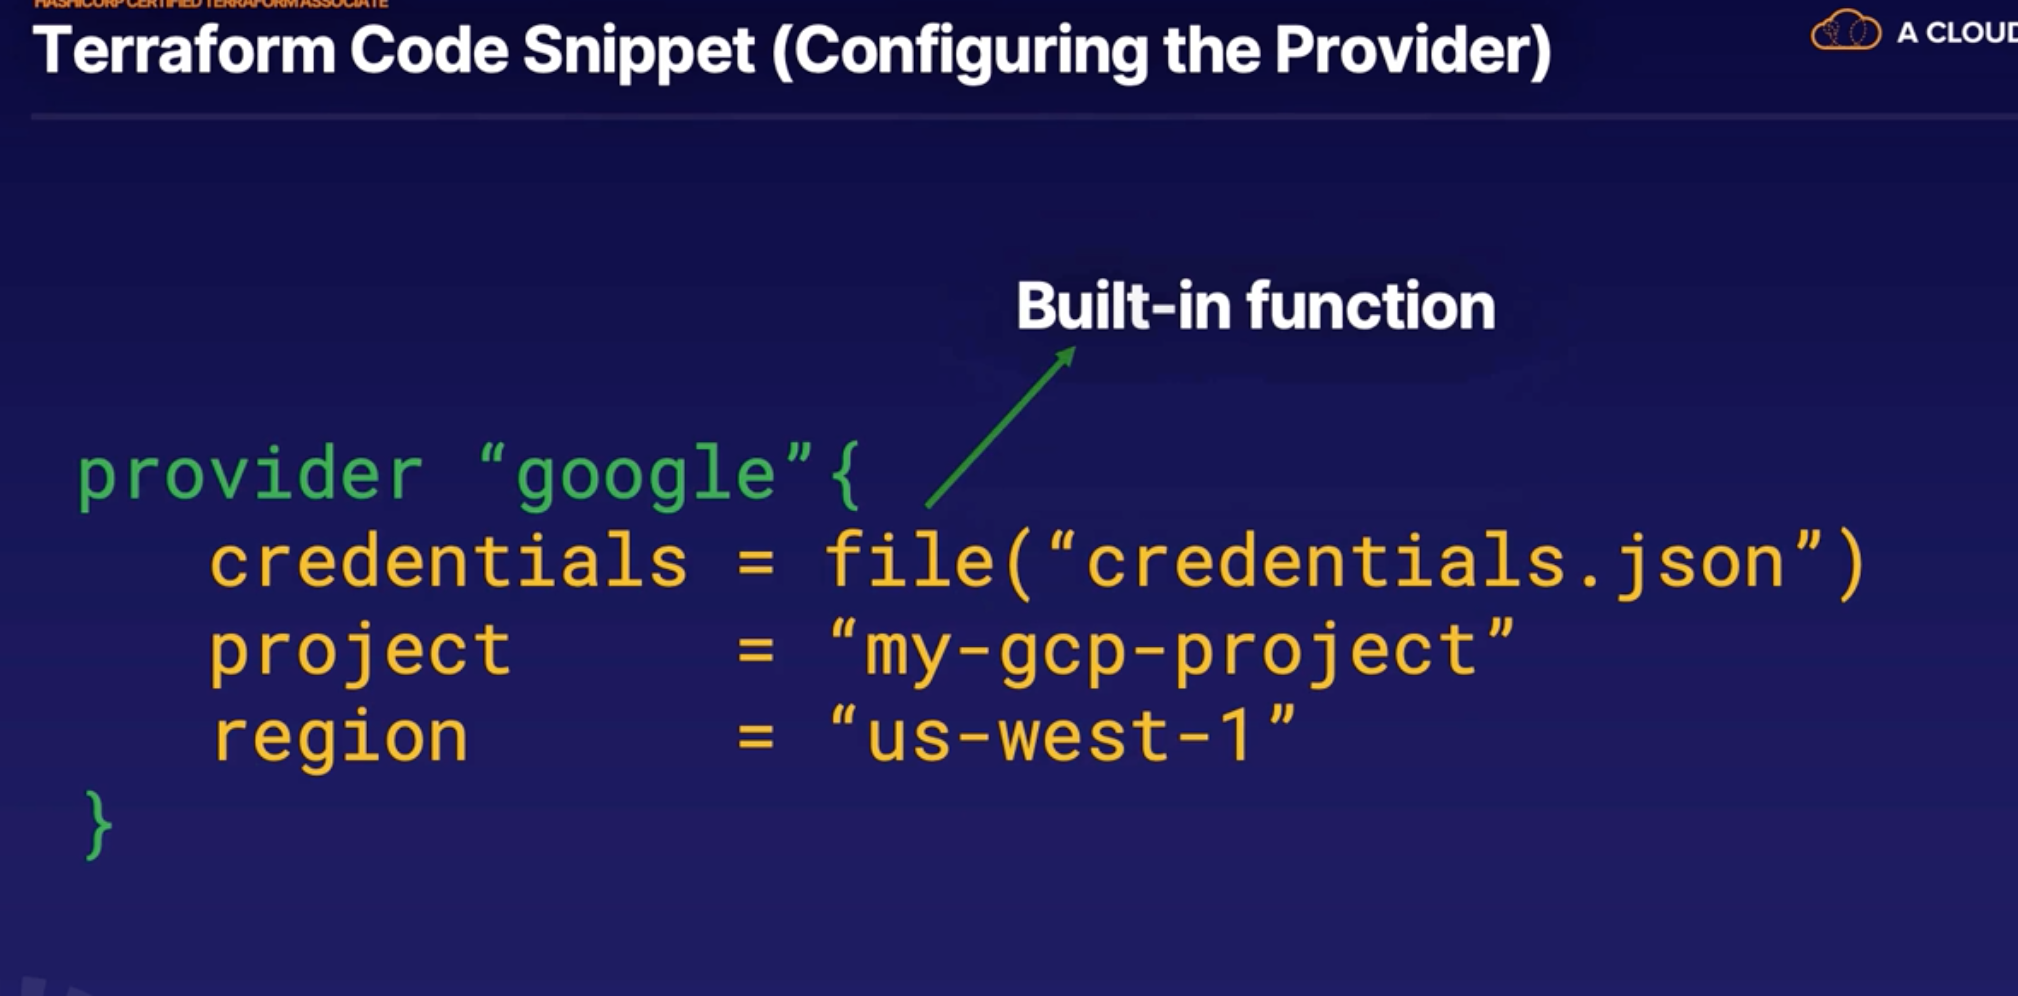 HASHICORP CERTIFIED TERRAFORM ASSOCIATE
Terraform Code Snippet (Configuring the Provider)
A CLOUD
Built-in function
provider “google”{
credentials = file(“credentials.json”)
project = “my-gcp-project”
region = “us-west-1”
}